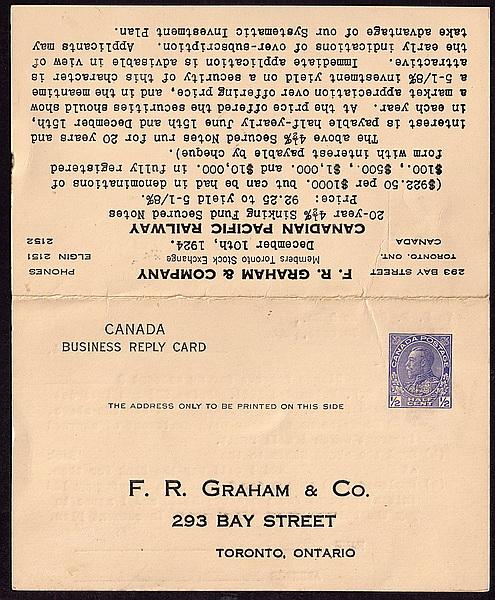 293 BAY STREET
TORONTO, ONT.
CANADA
F. R. GRAHAM & COMPANY
Members Toronto Stock Exchange
PHONES
ELGIN 2151
2152
December 10th, 1924.
CANADIAN PACIFIC RAILWAY
20-year 4½% Sinking Fund Secured Notes
Price: 92.25 to yield 5-1/8%.
($922.50 per $1000. but can be had in denominations of
$100., $500., $1,000. and $10,000. in fully registered
form with interest payable by cheque).
The above 4½% Secured Notes run for 20 years and
interest is payable half-yearly June 15th and December 15th,
in each year. At the price offered the securities should show
a market appreciation over offering price, and in the meantime
a 5-1/8% investment yield on a security of this character is
attractive. Immediate application is advisable in view of
the early indications of over-subscription. Applicants may
take advantage of our Systematic Investment Plan.
CANADA
BUSINESS REPLY CARD
CANADA POSTAGE
½ HALF CENT ½
THE ADDRESS ONLY TO BE PRINTED ON THIS SIDE
F. R. GRAHAM & CO.
293 BAY STREET
TORONTO, ONTARIO